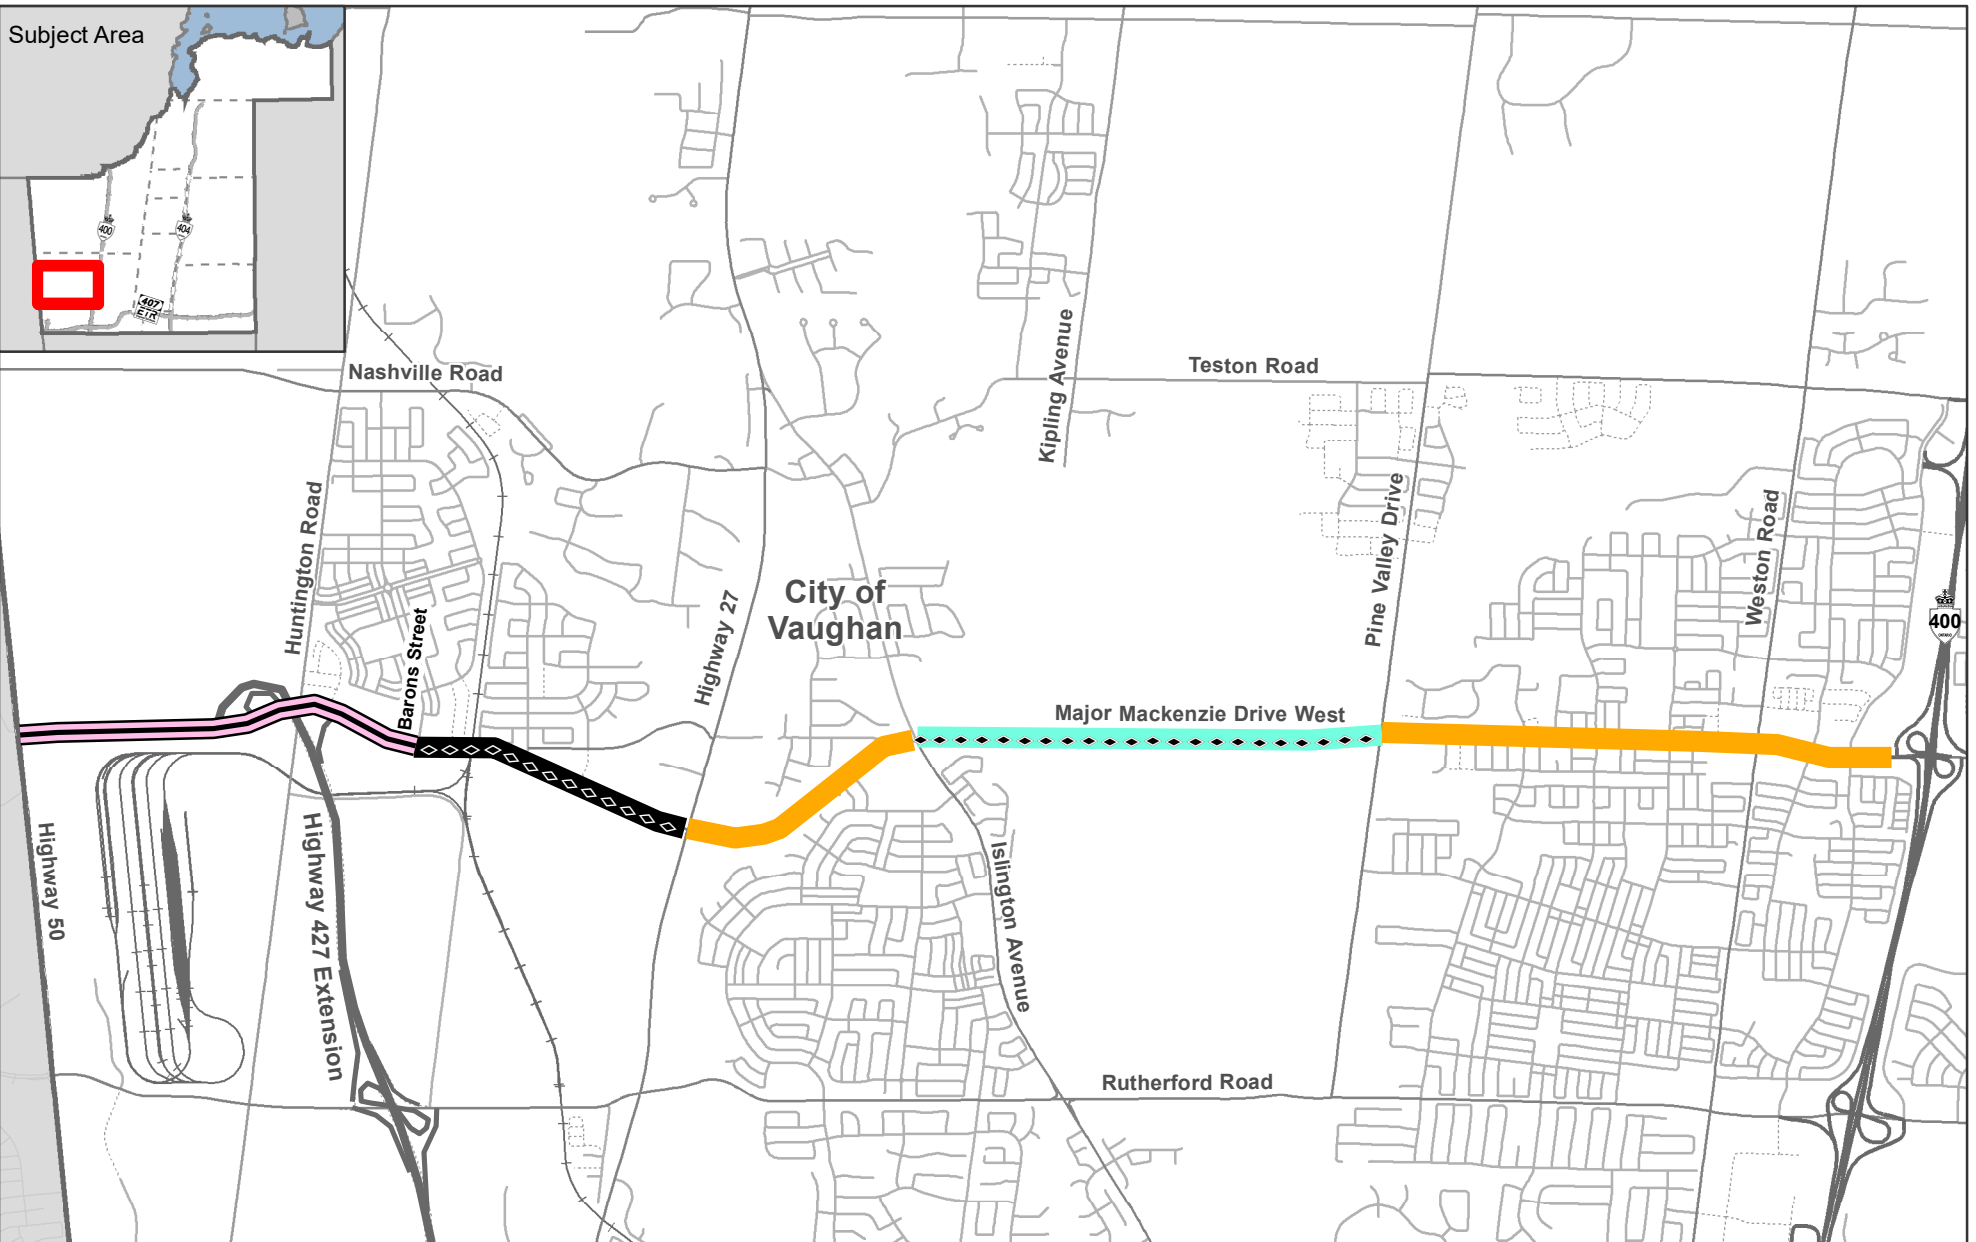 Subject Area
400
404
407
ETR
Nashville Road
Teston Road
Kipling Avenue
Huntington Road
Pine Valley Drive
Weston Road
City of
Vaughan
Highway 27
Barons Street
400
ONTARIO
Major Mackenzie Drive West
Highway 50
Highway 427 Extension
Islington Avenue
Rutherford Road